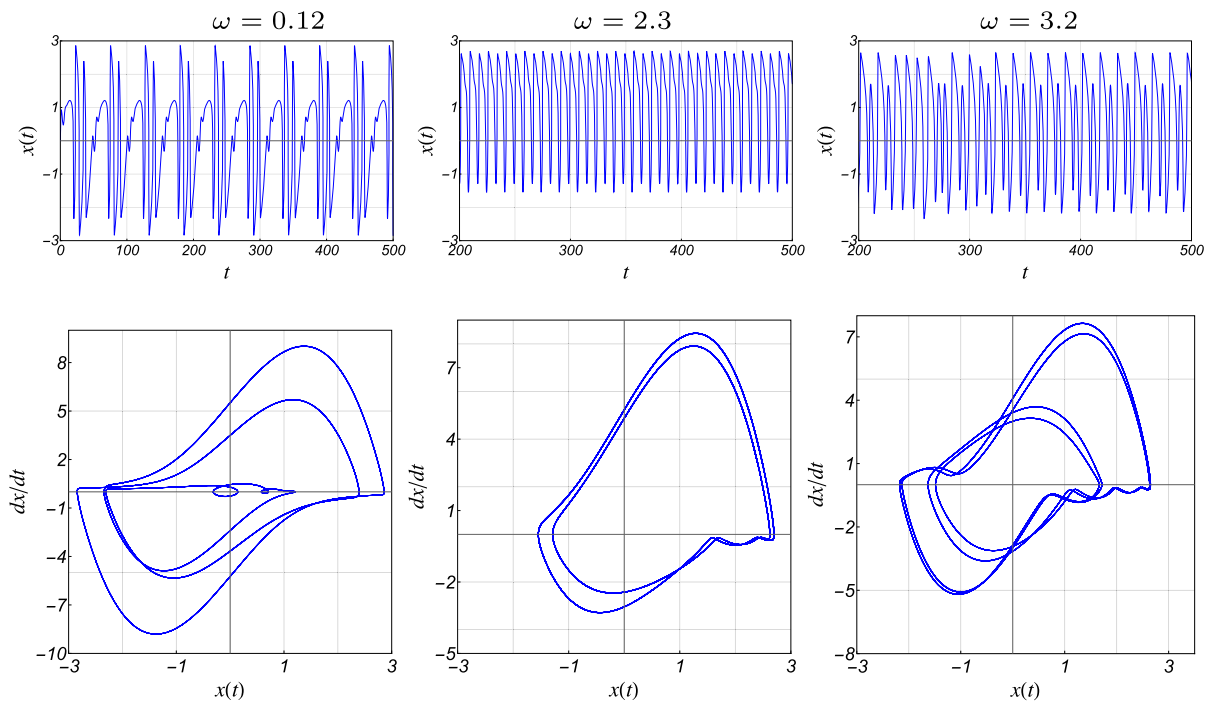 ω = 0.12 ω = 2.3 ω = 3.2
3 3 3
1 1 1
x(t) x(t) x(t)
−1 −1 −1
−3 −3 −3
0 100 200 300 400 500 200 300 400 500 200 300 400 500
t t t
8 7 7
5 4 4
2 1 1
dx/dt dx/dt dx/dt
−1 −2 −2
−4 −5 −5
−7 −8
−10
−3 −1 1 3 −3 −1 1 3 −3 −1 1 3
x(t) x(t) x(t)